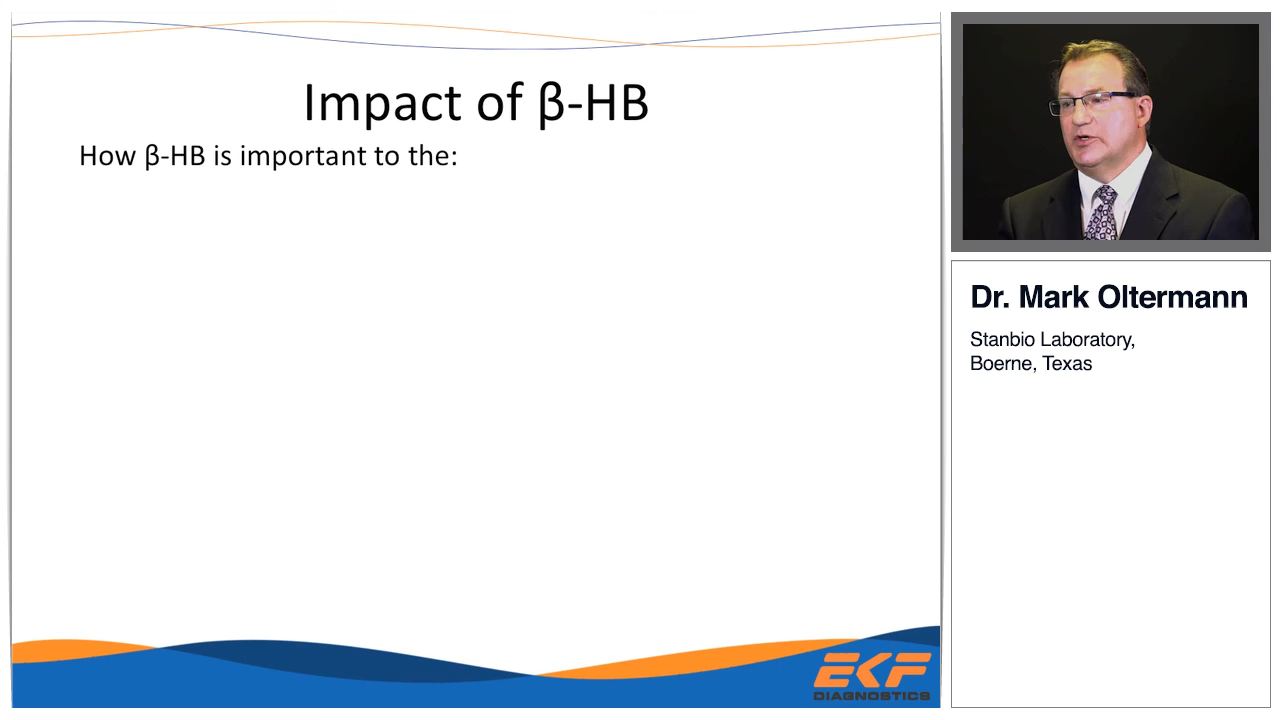 Impact of β-HB
How β-HB is important to the:
EKF
DIAGNOSTICS
Dr. Mark Oltermann
Stanbio Laboratory,
Boerne, Texas